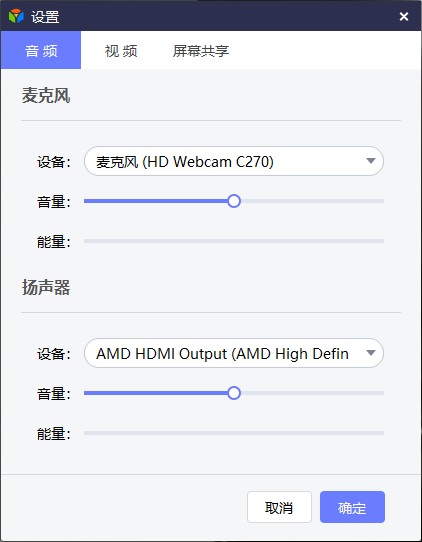 设置
音 频
视 频
屏幕共享
麦克风
设备:
麦克风 (HD Webcam C270)
音量:
能量:
扬声器
设备:
AMD HDMI Output (AMD High Defin
音量:
能量:
取消
确定